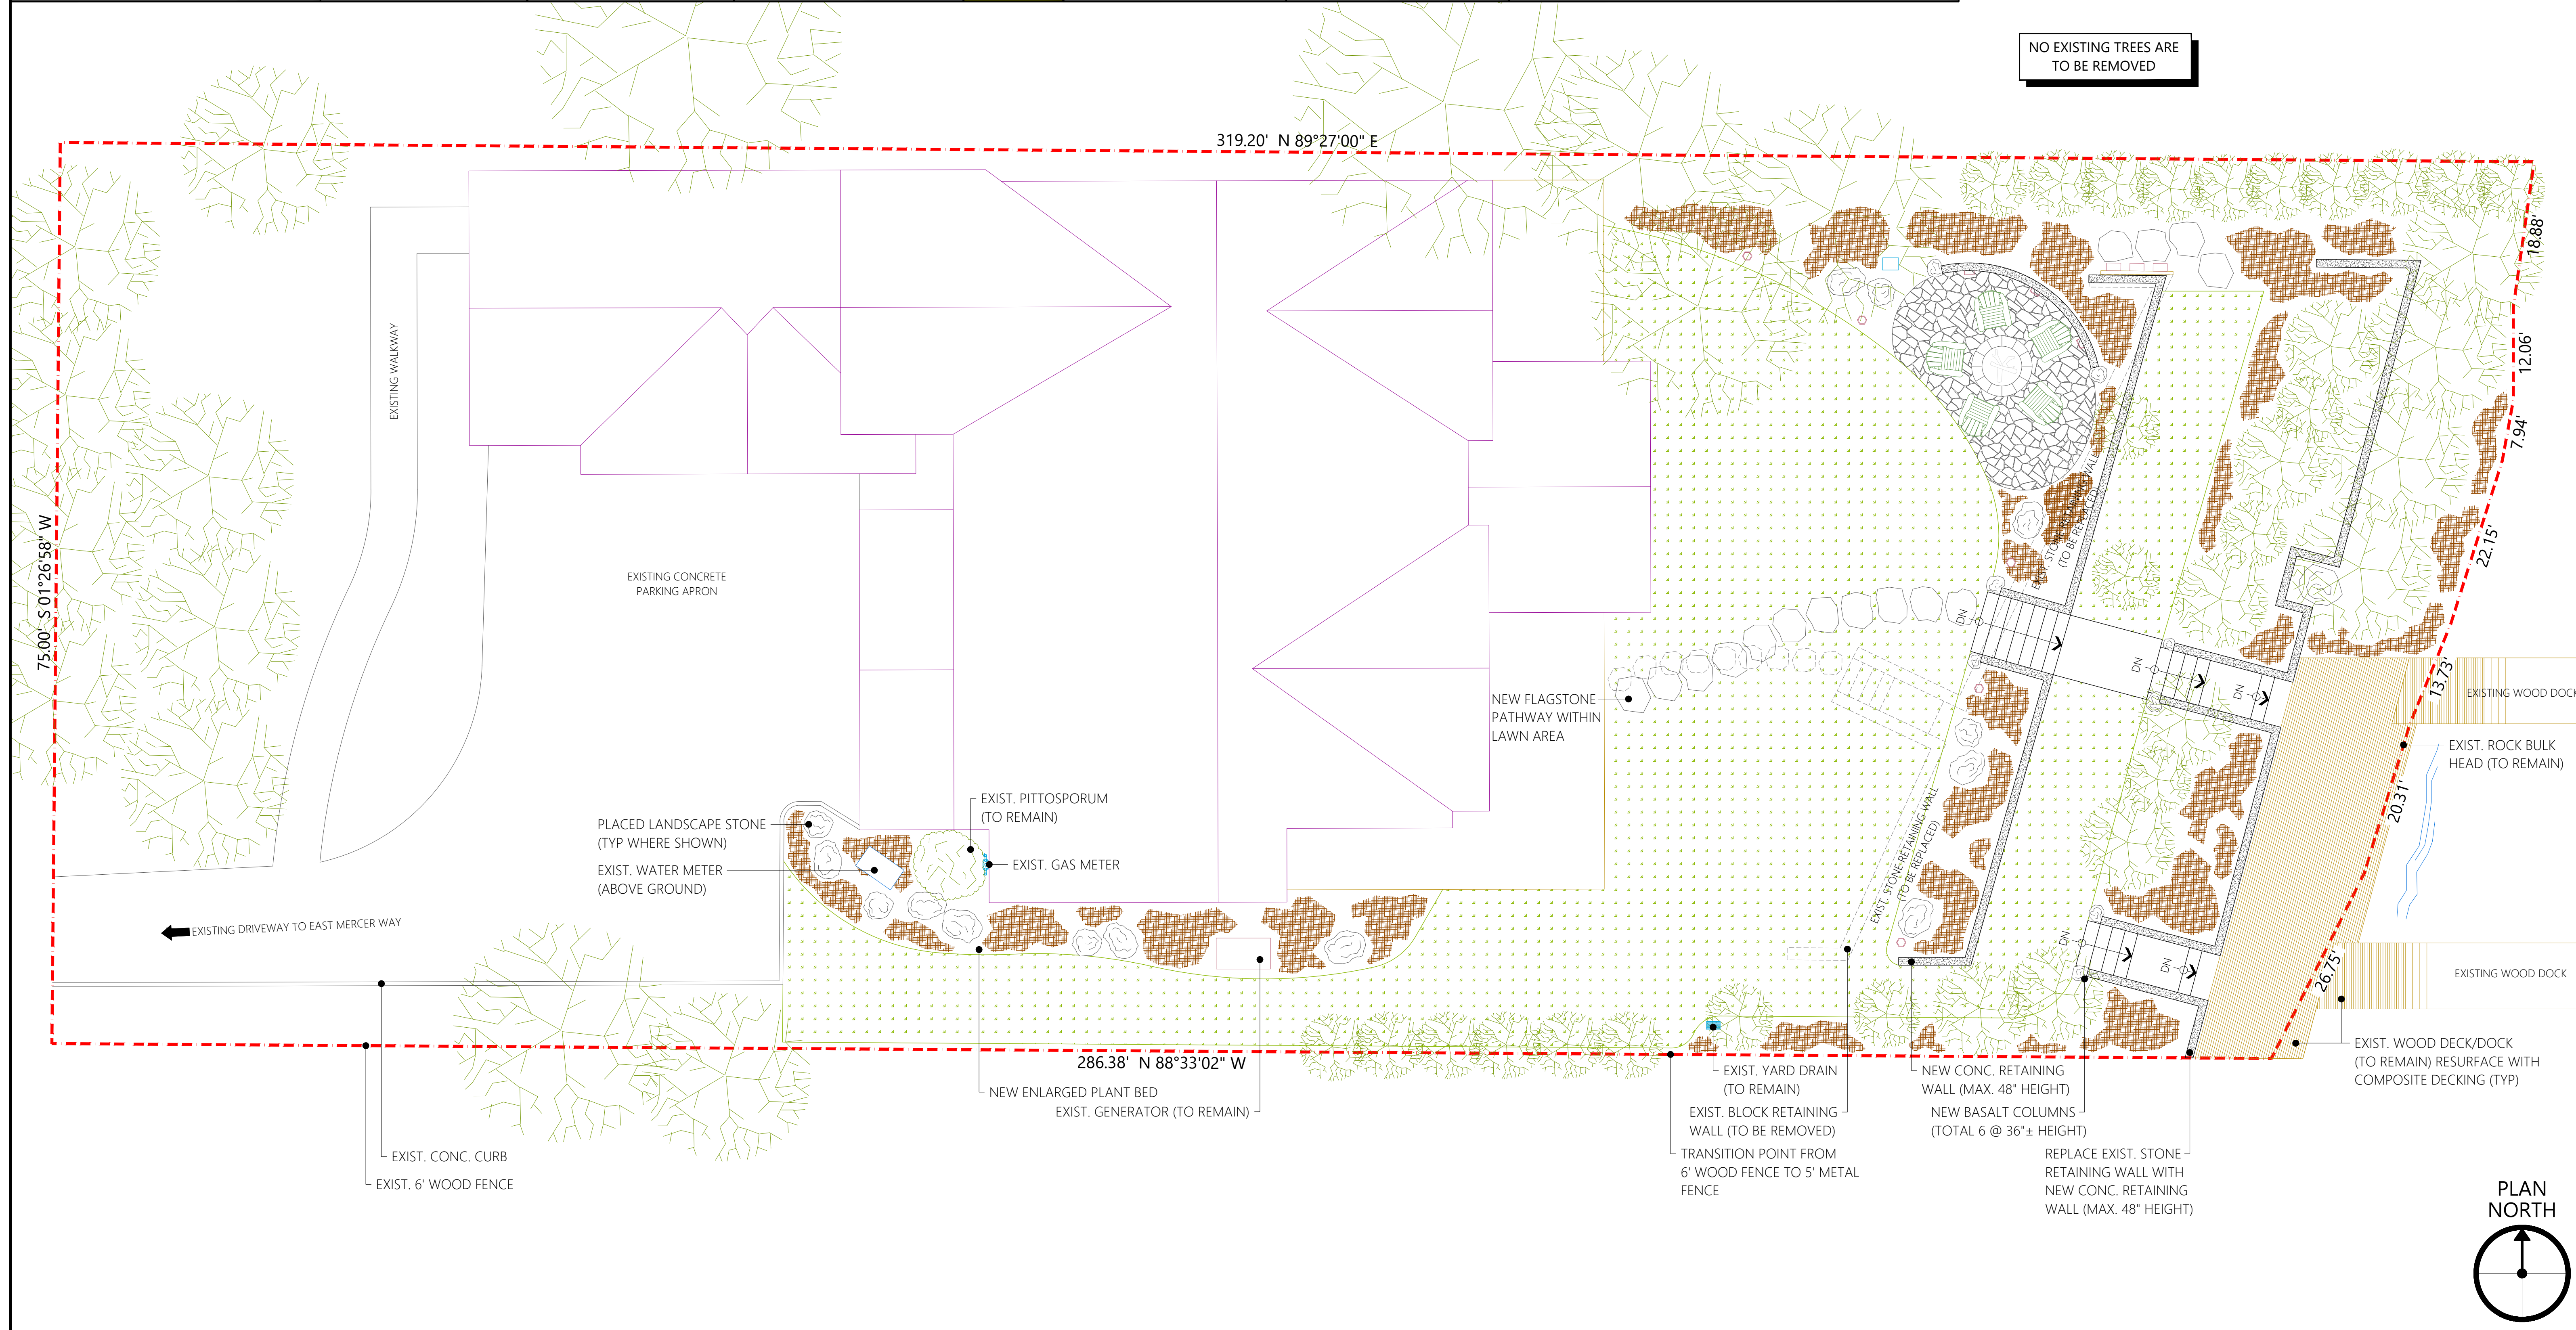 NO EXISTING TREES ARE
TO BE REMOVED
319.20'  N 89°27'00" E
18.88'
12.06'
7.94'
22.15'
13.73'
20.31'
26.75'
75.00'  S 01°26'58" W
286.38'  N 88°33'02" W
EXISTING WALKWAY
EXISTING CONCRETE
PARKING APRON
EXIST. STONE RETAINING WALL
(TO BE REPLACED)
DN
DN
DN
EXISTING WOOD DOCK
NEW FLAGSTONE
PATHWAY WITHIN
LAWN AREA
EXIST. ROCK BULK
HEAD (TO REMAIN)
EXIST. PITTOSPORUM
(TO REMAIN)
PLACED LANDSCAPE STONE
(TYP WHERE SHOWN)
EXIST. GAS METER
EXIST. WATER METER
(ABOVE GROUND)
EXIST. STONE RETAINING WALL
(TO BE REPLACED)
EXISTING DRIVEWAY TO EAST MERCER WAY
DN
DN
EXISTING WOOD DOCK
EXIST. WOOD DECK/DOCK
(TO REMAIN) RESURFACE WITH
COMPOSITE DECKING (TYP)
NEW ENLARGED PLANT BED
EXIST. GENERATOR (TO REMAIN)
EXIST. YARD DRAIN
(TO REMAIN)
NEW CONC. RETAINING
WALL (MAX. 48" HEIGHT)
EXIST. BLOCK RETAINING
WALL (TO BE REMOVED)
NEW BASALT COLUMNS
(TOTAL 6 @ 36"± HEIGHT)
TRANSITION POINT FROM
6' WOOD FENCE TO 5' METAL
FENCE
REPLACE EXIST. STONE
RETAINING WALL WITH
NEW CONC. RETAINING
WALL (MAX. 48" HEIGHT)
EXIST. CONC. CURB
EXIST. 6' WOOD FENCE
PLAN
NORTH